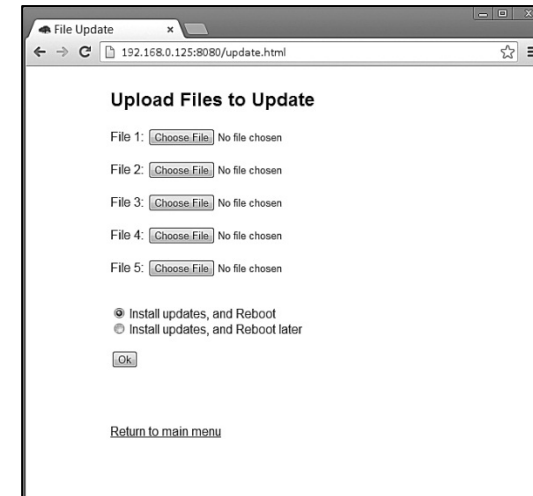 File Update
192.168.0.125:8080/update.html
Upload Files to Update
File 1: Choose File No file chosen
File 2: Choose File No file chosen
File 3: Choose File No file chosen
File 4: Choose File No file chosen
File 5: Choose File No file chosen
Install updates, and Reboot
Install updates, and Reboot later
Ok
Return to main menu